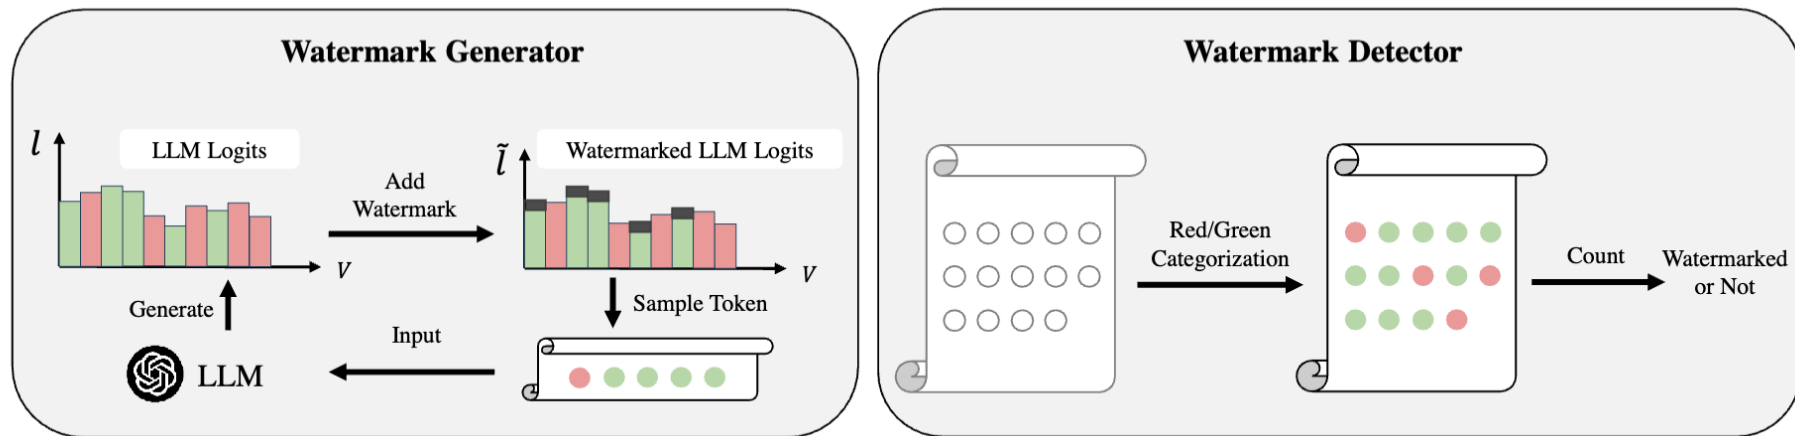 Watermark Generator
l
LLM Logits
V
Add
Watermark
l̃
Watermarked LLM Logits
V
Generate
Sample Token
Input
LLM
Watermark Detector
Red/Green
Categorization
Count
Watermarked
or Not